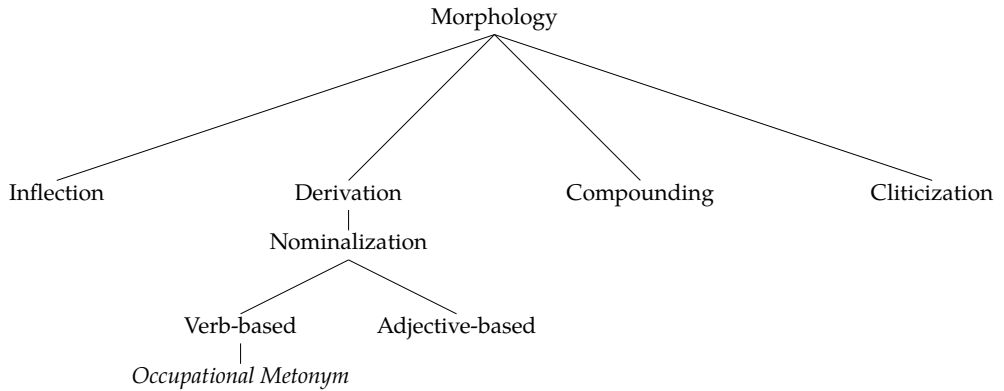 Morphology
Inflection Derivation Compounding Cliticization
Nominalization
Verb-based Adjective-based
Occupational Metonym